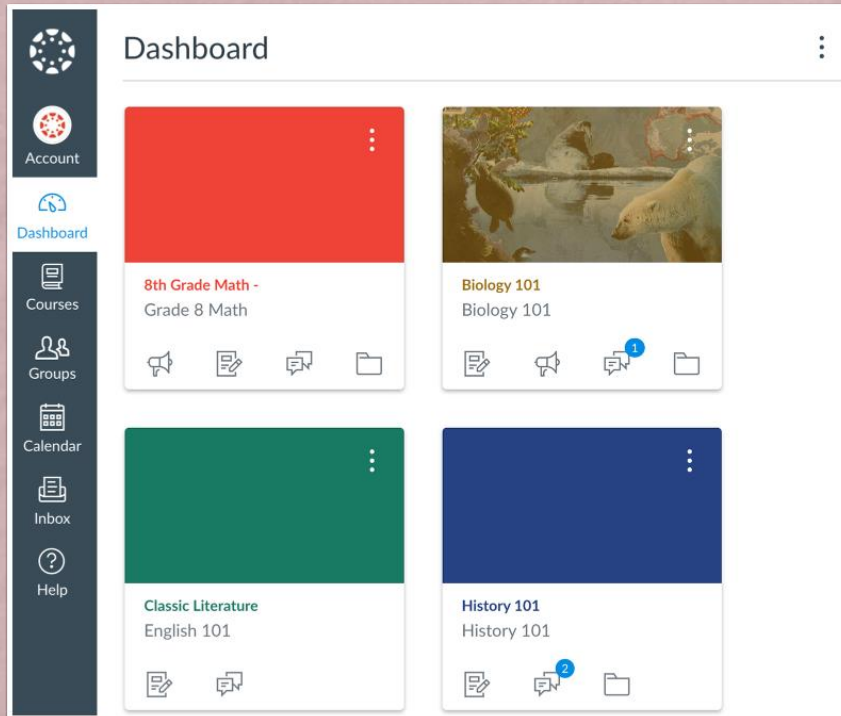 Dashboard
Account
Dashboard
Courses
Groups
Calendar
Inbox
Help
8th Grade Math -
Grade 8 Math
Biology 101
Biology 101
1
Classic Literature
English 101
History 101
History 101
2